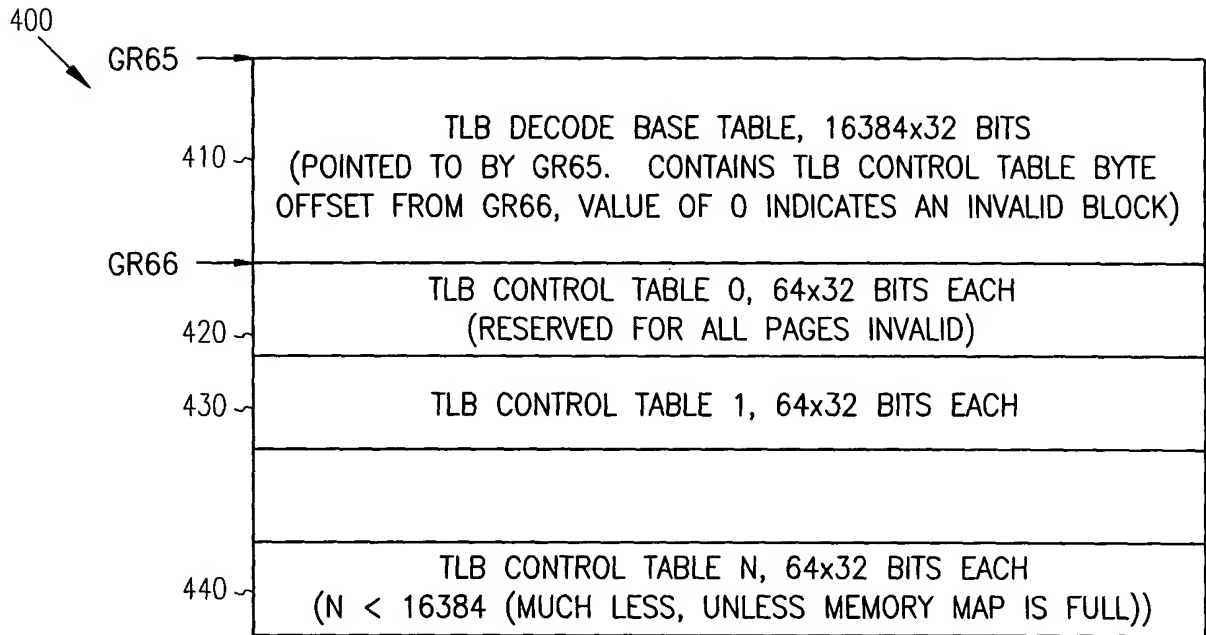 400
GR65
TLB DECODE BASE TABLE, 16384x32 BITS
410
(POINTED TO BY GR65. CONTAINS TLB CONTROL TABLE BYTE
OFFSET FROM GR66, VALUE OF 0 INDICATES AN INVALID BLOCK)
GR66
TLB CONTROL TABLE 0, 64x32 BITS EACH
420
(RESERVED FOR ALL PAGES INVALID)
430
TLB CONTROL TABLE 1, 64x32 BITS EACH
TLB CONTROL TABLE N, 64x32 BITS EACH
440
(N < 16384 (MUCH LESS, UNLESS MEMORY MAP IS FULL))